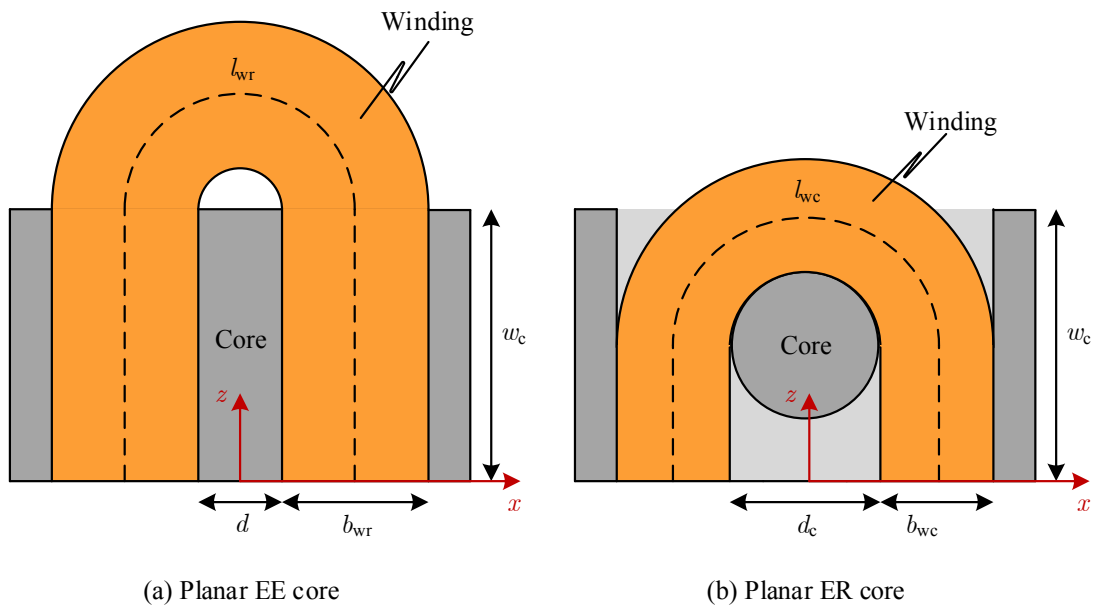 Winding
l_wr
Core
z
x
w_c
d
b_wr
(a) Planar EE core
Winding
l_wc
Core
z
x
w_c
d_c
b_wc
(b) Planar ER core